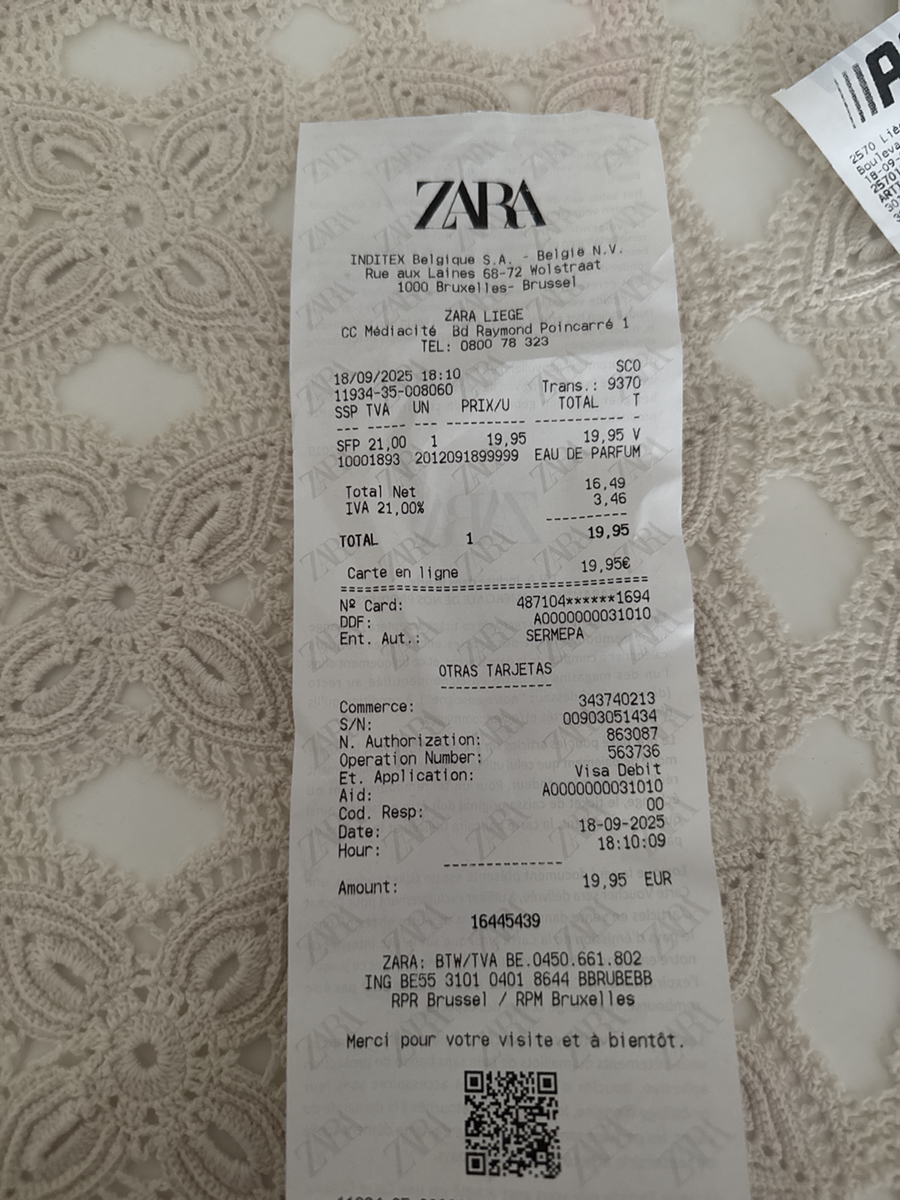 ZARA
INDITEX Belgique S.A. - België N.V.
Rue aux Laines 68-72 Wolstraat
1000 Bruxelles- Brussel
ZARA LIEGE
CC Médiacité Bd Raymond Poincarré 1
TEL: 0800 78 323
SCO
18/09/2025 18:10
11934-35-008060 Trans.: 9370
SSP TVA UN PRIX/U TOTAL T
--- ----- --- ---------- ----------- -
SFP 21,00 1 19,95 19,95 V
10001893 2012091899999 EAU DE PARFUM
Total Net 16,49
IVA 21,00% 3,46
----------
TOTAL 1 19,95
Carte en ligne 19,95€
========================================
Nº Card: 487104******1694
DDF: A0000000031010
Ent. Aut.: SERMEPA
OTRAS TARJETAS
--------------
Commerce: 343740213
S/N: 00903051434
N. Authorization: 863087
Operation Number: 563736
Et. Application: Visa Debit
Aid: A0000000031010
Cod. Resp: 00
Date: 18-09-2025
Hour: 18:10:09
---------------
Amount: 19,95 EUR
16445439
ZARA: BTW/TVA BE.0450.661.802
ING BE55 3101 0401 8644 BBRUBEBB
RPR Brussel / RPM Bruxelles
Merci pour votre visite et à bientôt.
2570 Liè
Bouleva
18-09-
2570